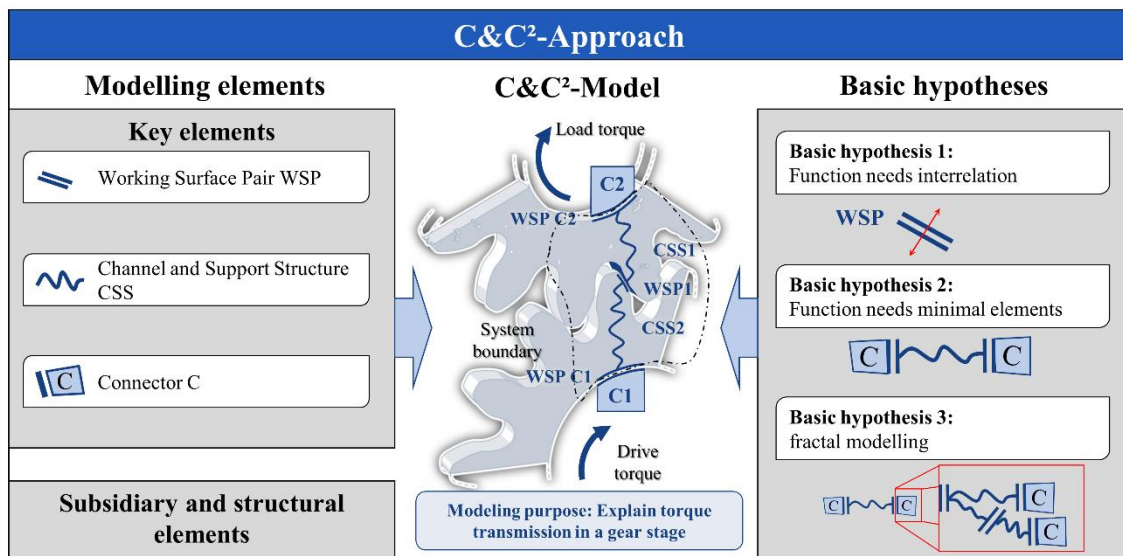 C&C²-Approach
Modelling elements
Key elements
Working Surface Pair WSP
Channel and Support Structure
CSS
C
Connector C
Subsidiary and structural
elements
C&C²-Model
Load torque
C2
WSP C2
CSS1
WSP1
CSS2
System
boundary
WSP C1
C1
Drive
torque
Modeling purpose: Explain torque
transmission in a gear stage
Basic hypotheses
Basic hypothesis 1:
Function needs interrelation
WSP
Basic hypothesis 2:
Function needs minimal elements
C C
Basic hypothesis 3:
fractal modelling
C C C
C